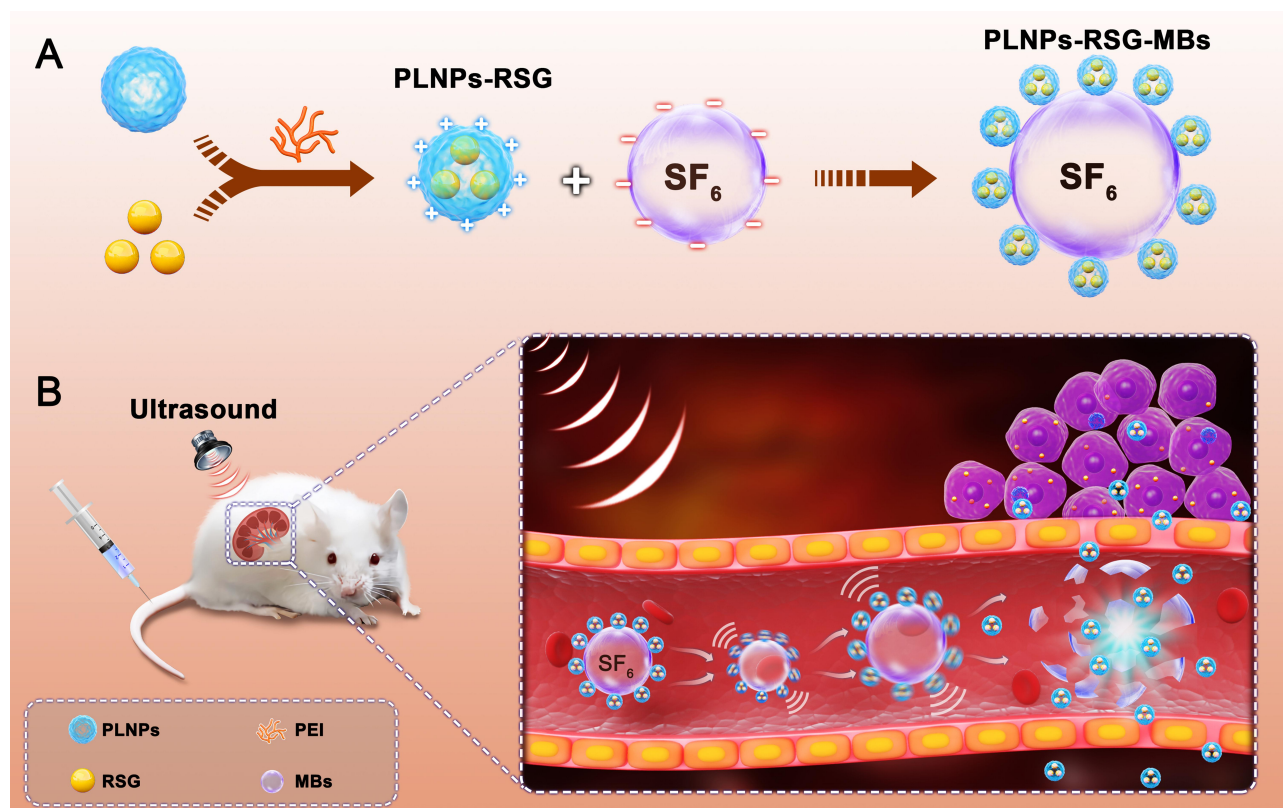 A
PLNPs-RSG
PLNPs-RSG-MBs
+
SF₆
SF₆
B
Ultrasound
SF₆
PLNPs
PEI
RSG
MBs